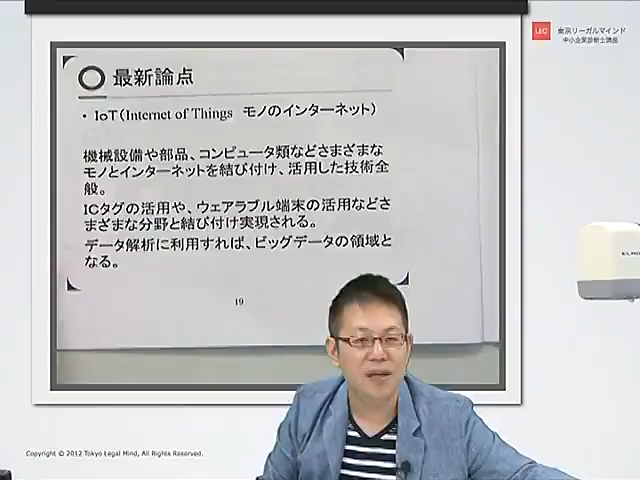 LEC 東京リーガルマインド
中小企業診断士講座
最新論点
・IoT（Internet of Things　モノのインターネット）
機械設備や部品、コンピュータ類などさまざまな
モノとインターネットを結び付け、活用した技術全
般。
ICタグの活用や、ウェアラブル端末の活用などさ
まざまな分野と結び付け実現される。
データ解析に利用すれば、ビッグデータの領域と
なる。
19
ELMO
Copyright © 2012 Tokyo Legal Mind, All Rights Reserved.